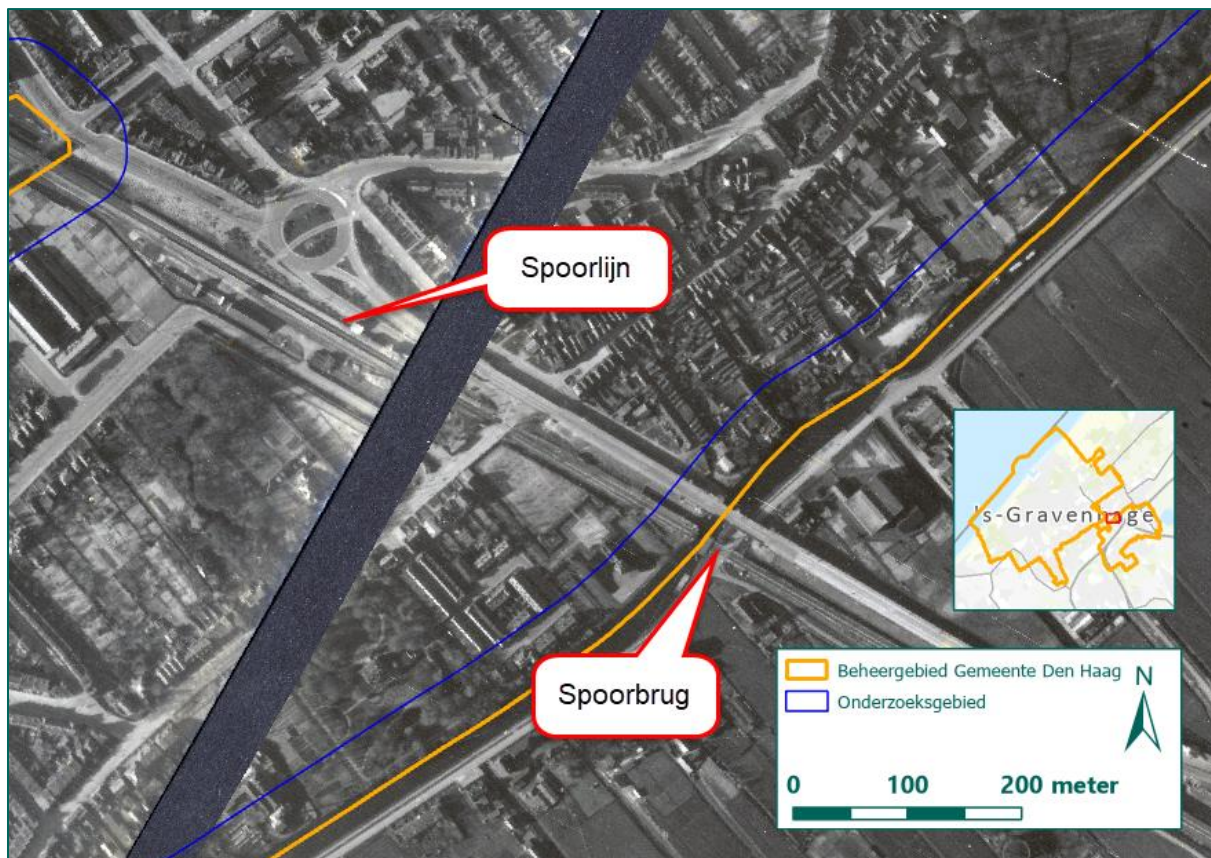 Spoorlijn
's-Gravenhage
Spoorbrug
Beheergebied Gemeente Den Haag
Onderzoeksgebied
N
0 100 200 meter